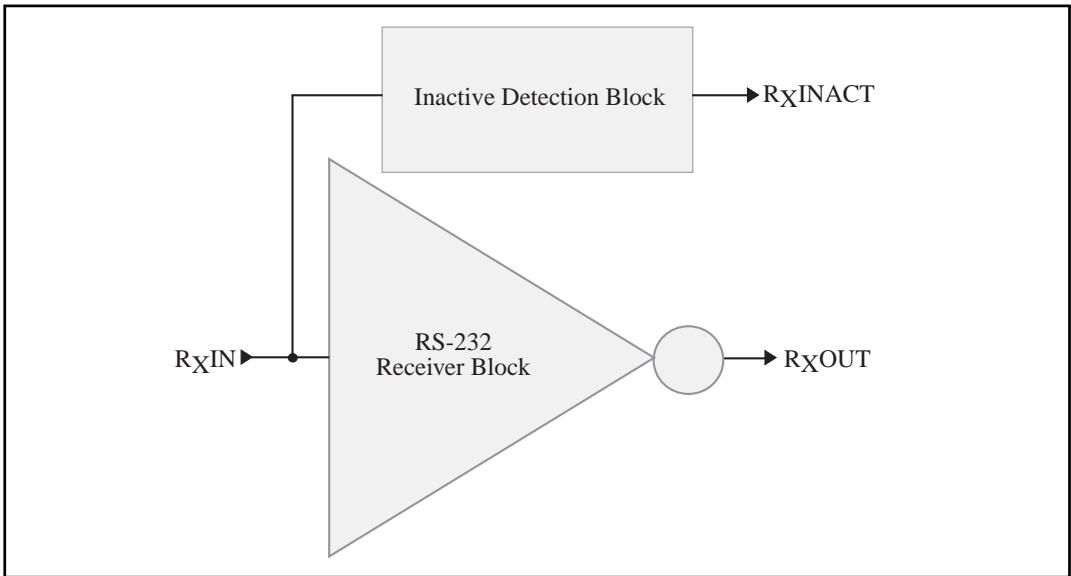 Inactive Detection Block
RXINACT
RS-232
Receiver Block
RXIN
RXOUT